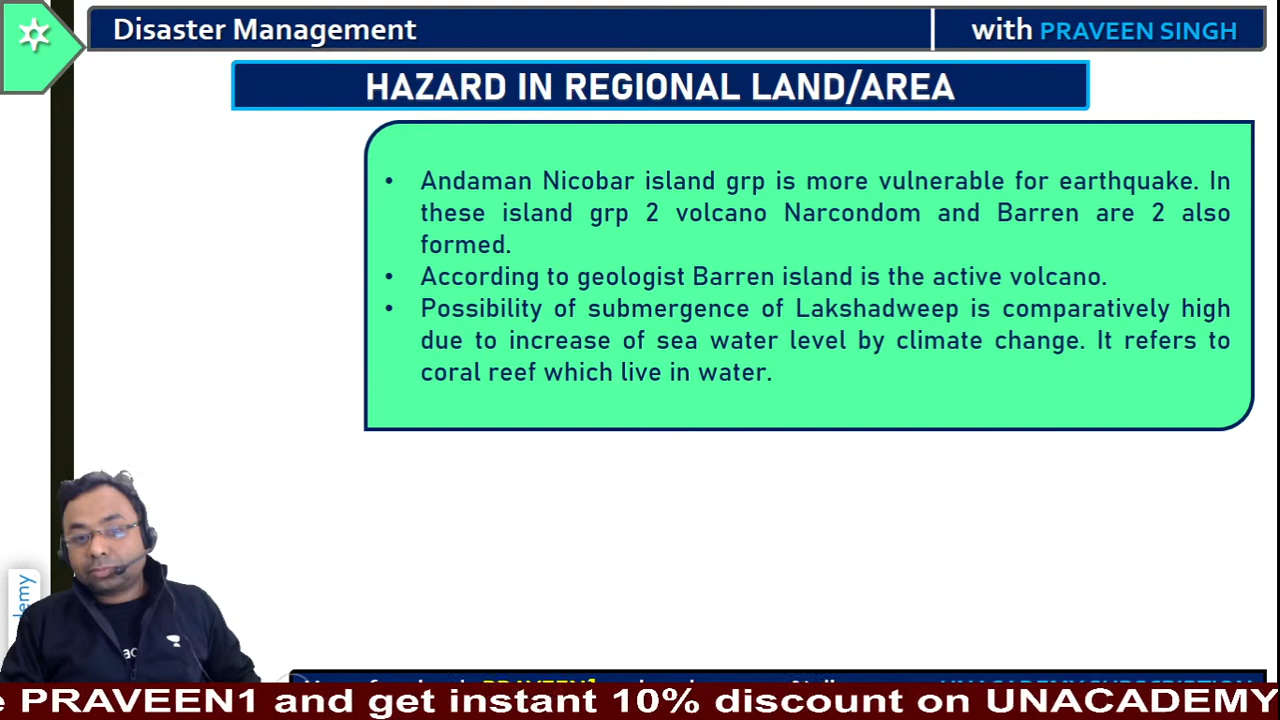 Disaster Management
with PRAVEEN SINGH
HAZARD IN REGIONAL LAND/AREA
• Andaman Nicobar island grp is more vulnerable for earthquake. In
these island grp 2 volcano Narcondom and Barren are 2 also
formed.
• According to geologist Barren island is the active volcano.
• Possibility of submergence of Lakshadweep is comparatively high
due to increase of sea water level by climate change. It refers to
coral reef which live in water.
demy
ac
PRAVEEN1 and get instant 10% discount on UNACADEMY